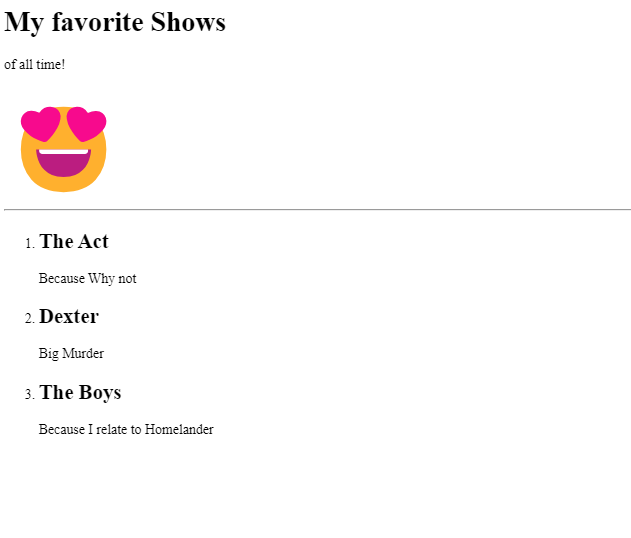 My favorite Shows
of all time!
1. The Act
Because Why not
2. Dexter
Big Murder
3. The Boys
Because I relate to Homelander